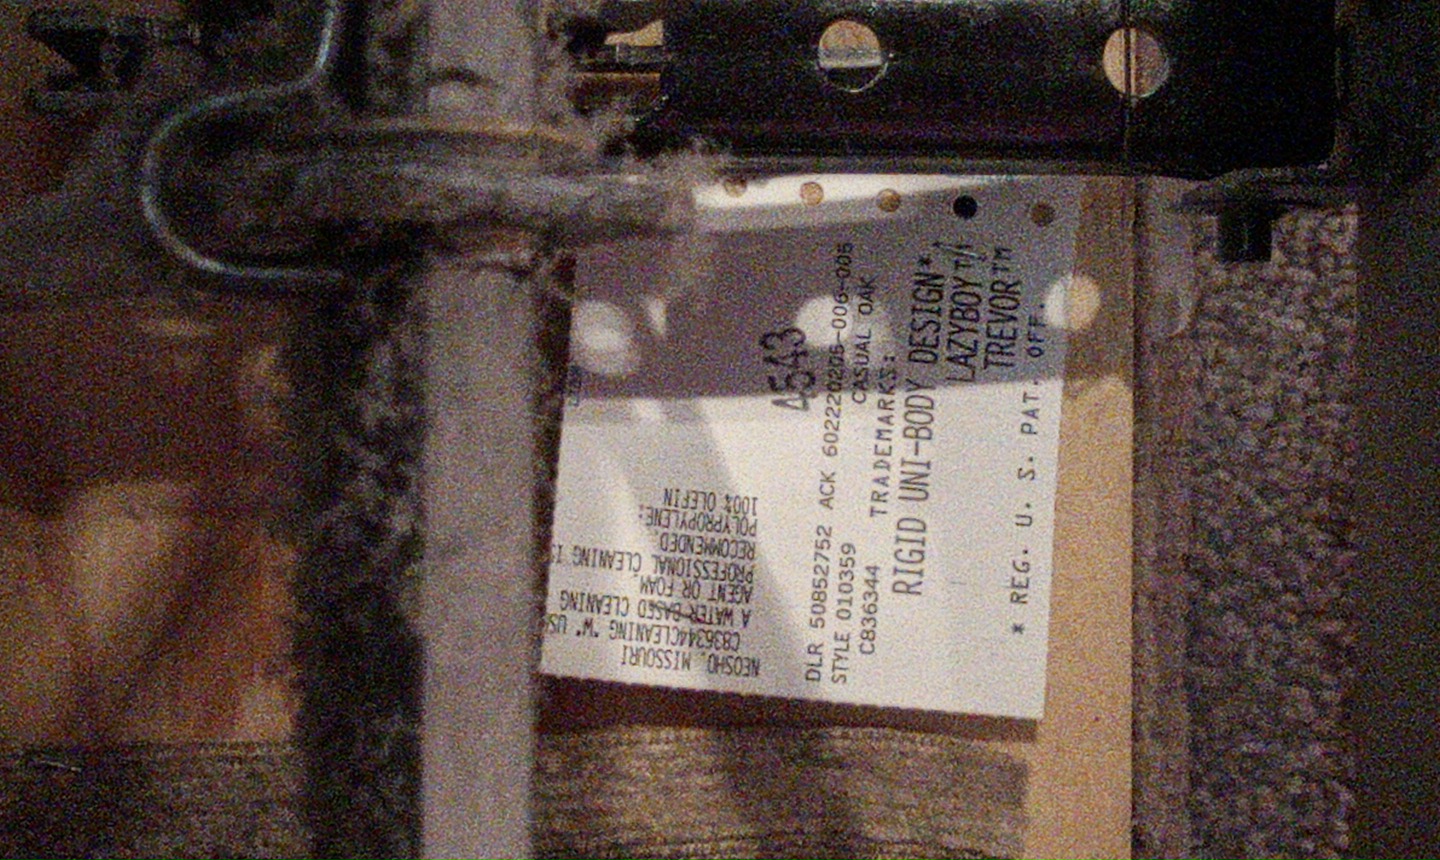 4543
DLR 50852752 ACK 602220205-006-005
STYLE 010359 CASUAL OAK
C836344 TRADEMARKS:
RIGID UNI-BODY DESIGN*
LAZYBOY
TREVOR™
* REG. U. S. PAT. OFF.
NEOSHO, MISSOURI
C836344CLEANING "W". USE
A WATER-BASED CLEANING
AGENT OR FOAM.
PROFESSIONAL CLEANING IS
RECOMMENDED
POLYPROPYLENE:
100% OLEFIN